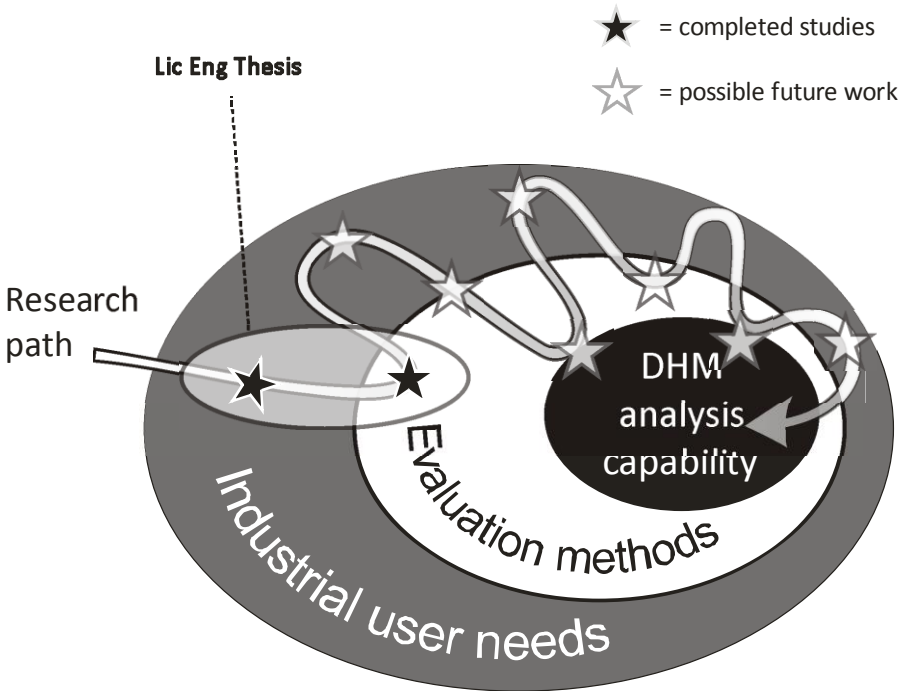 = completed studies
Lic Eng Thesis
= possible future work
Research
path
DHM
analysis
capability
Evaluation methods
Industrial user needs